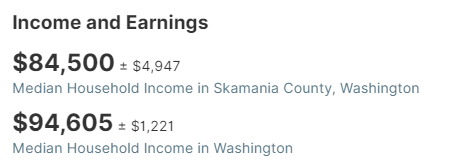 Income and Earnings
$84,500 ± $4,947
Median Household Income in Skamania County, Washington
$94,605 ± $1,221
Median Household Income in Washington